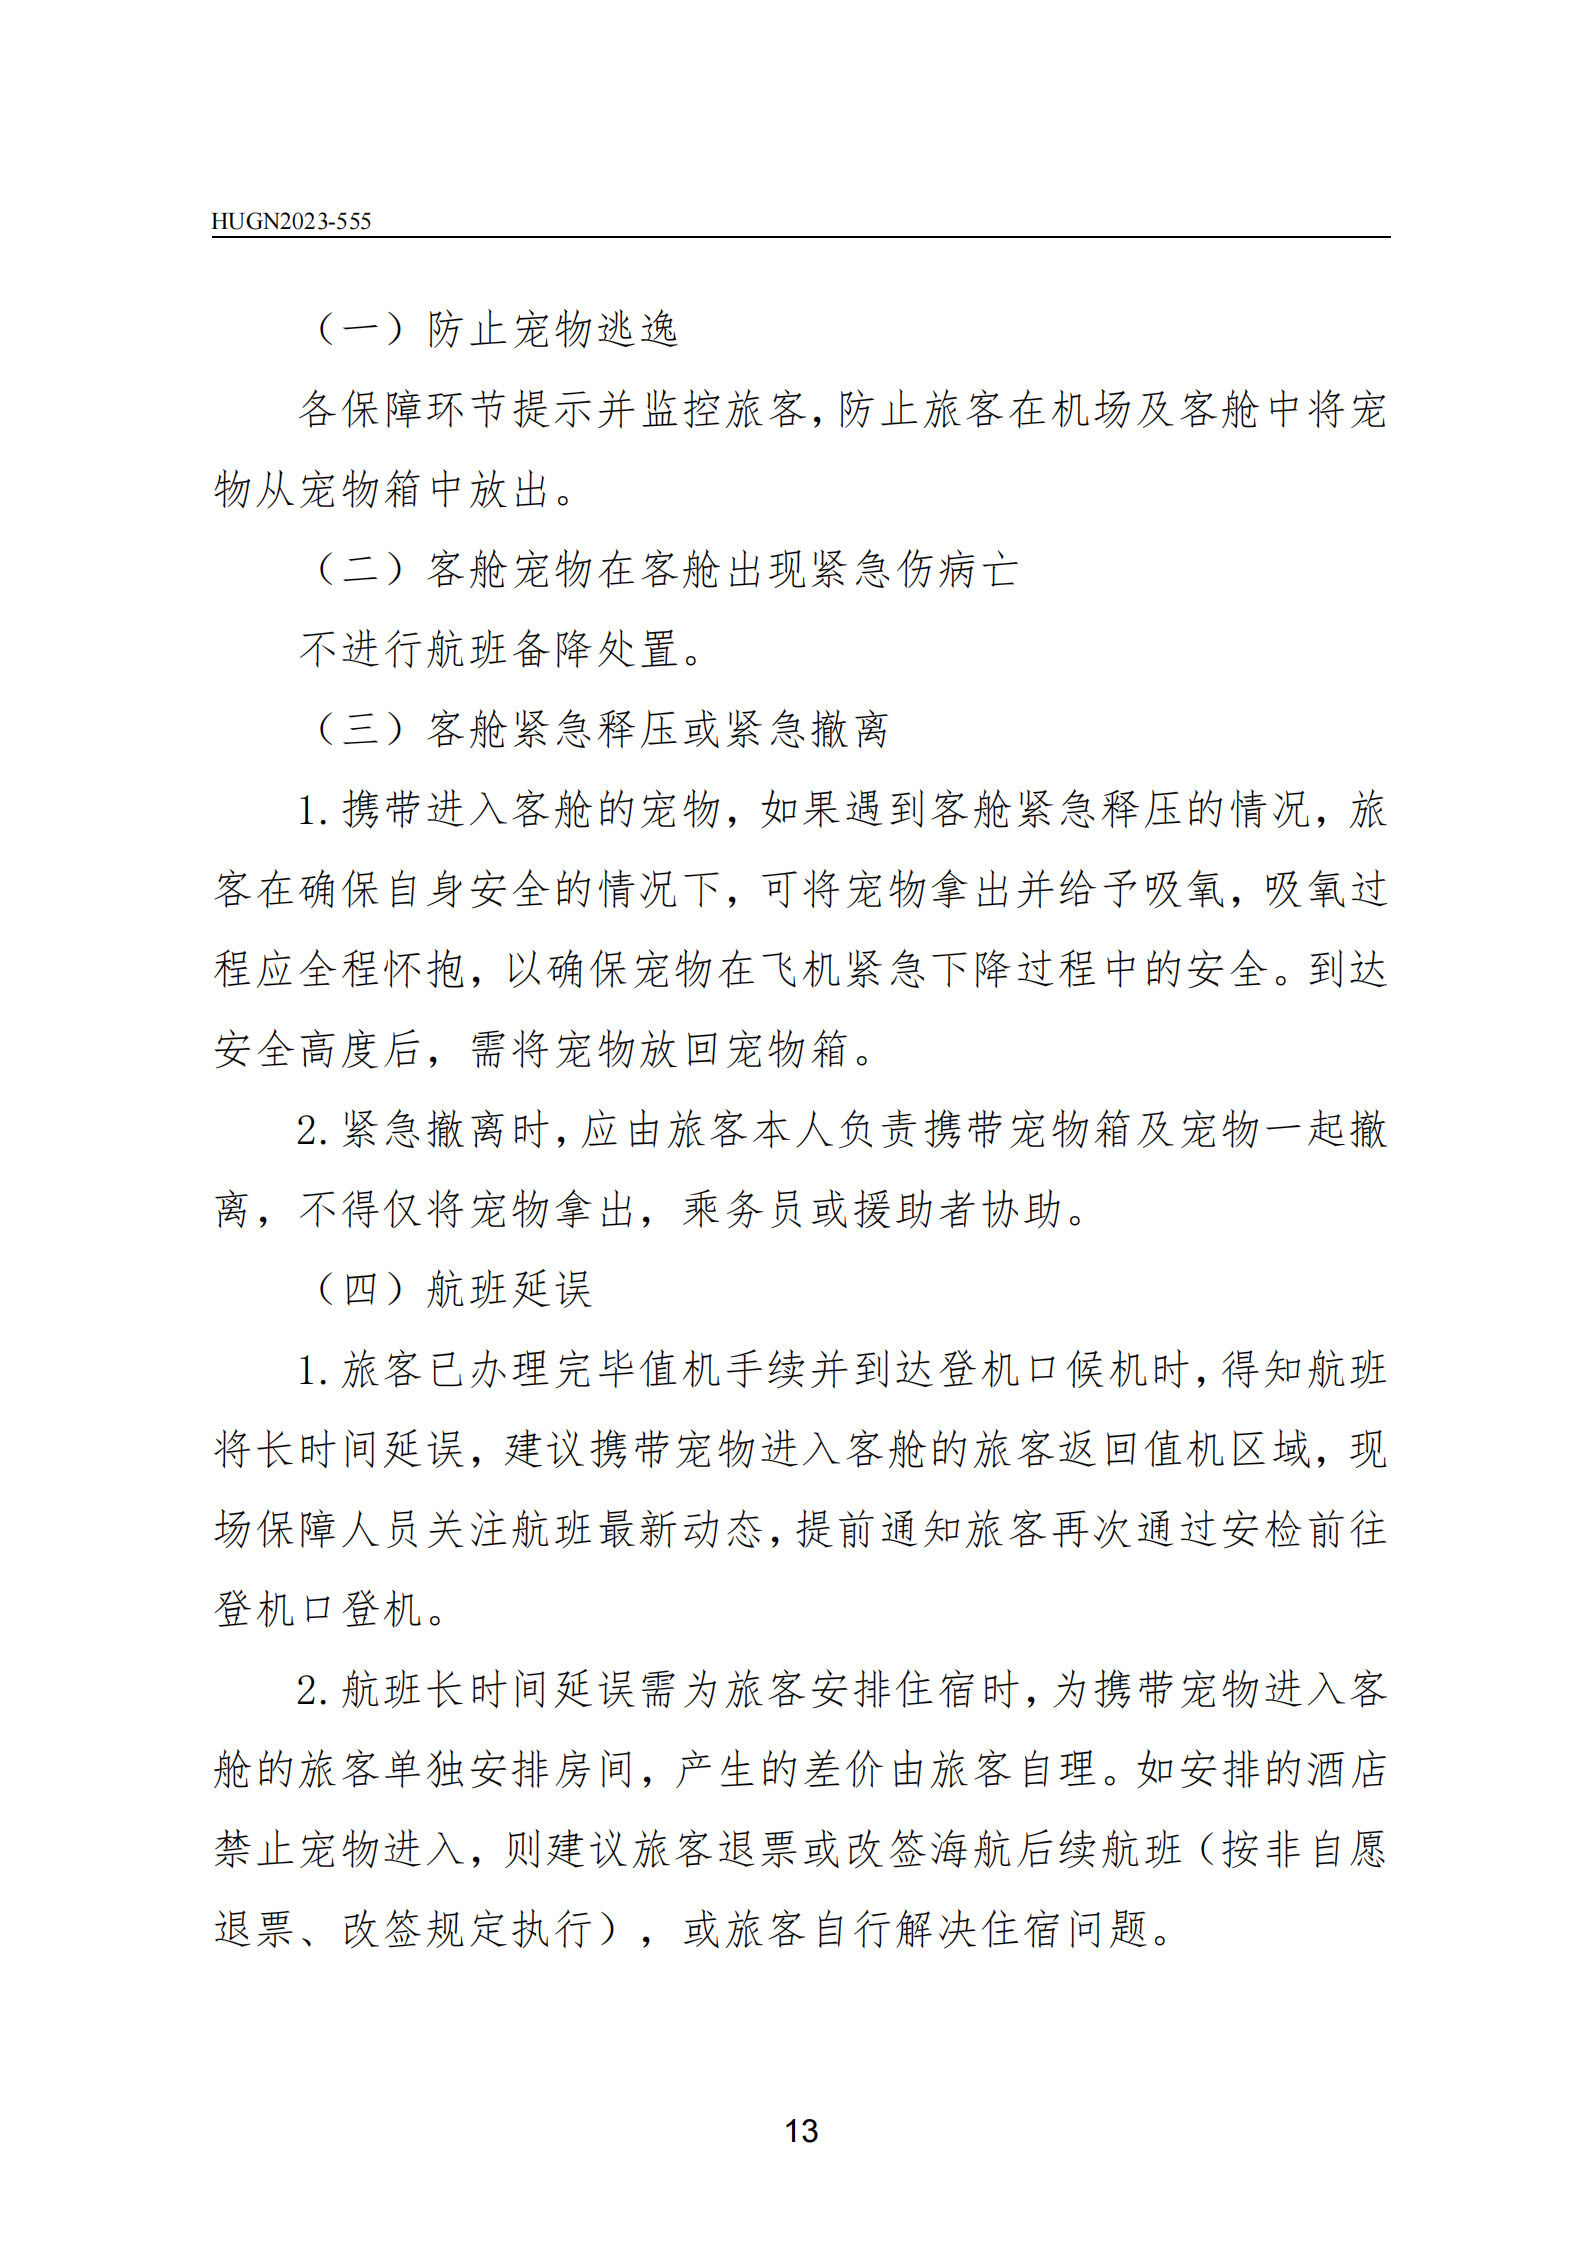 HUGN2023-555
（一）防止宠物逃逸
各保障环节提示并监控旅客，防止旅客在机场及客舱中将宠
物从宠物箱中放出。
（二）客舱宠物在客舱出现紧急伤病亡
不进行航班备降处置。
（三）客舱紧急释压或紧急撤离
1.携带进入客舱的宠物，如果遇到客舱紧急释压的情况，旅
客在确保自身安全的情况下，可将宠物拿出并给予吸氧，吸氧过
程应全程怀抱，以确保宠物在飞机紧急下降过程中的安全。到达
安全高度后，需将宠物放回宠物箱。
2.紧急撤离时，应由旅客本人负责携带宠物箱及宠物一起撤
离，不得仅将宠物拿出，乘务员或援助者协助。
（四）航班延误
1.旅客已办理完毕值机手续并到达登机口候机时，得知航班
将长时间延误，建议携带宠物进入客舱的旅客返回值机区域，现
场保障人员关注航班最新动态，提前通知旅客再次通过安检前往
登机口登机。
2.航班长时间延误需为旅客安排住宿时，为携带宠物进入客
舱的旅客单独安排房间，产生的差价由旅客自理。如安排的酒店
禁止宠物进入，则建议旅客退票或改签海航后续航班（按非自愿
退票、改签规定执行），或旅客自行解决住宿问题。
13